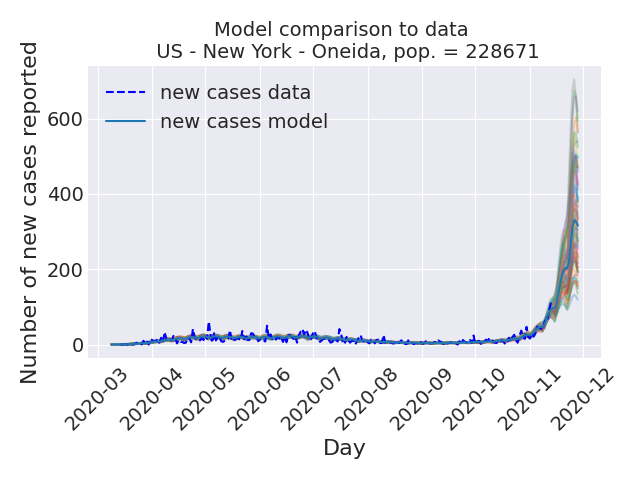 Model comparison to data
US - New York - Oneida, pop. = 228671
Number of new cases reported
new cases data
new cases model
600
400
200
0
2020-03
2020-04
2020-05
2020-06
2020-07
2020-08
2020-09
2020-10
2020-11
2020-12
Day